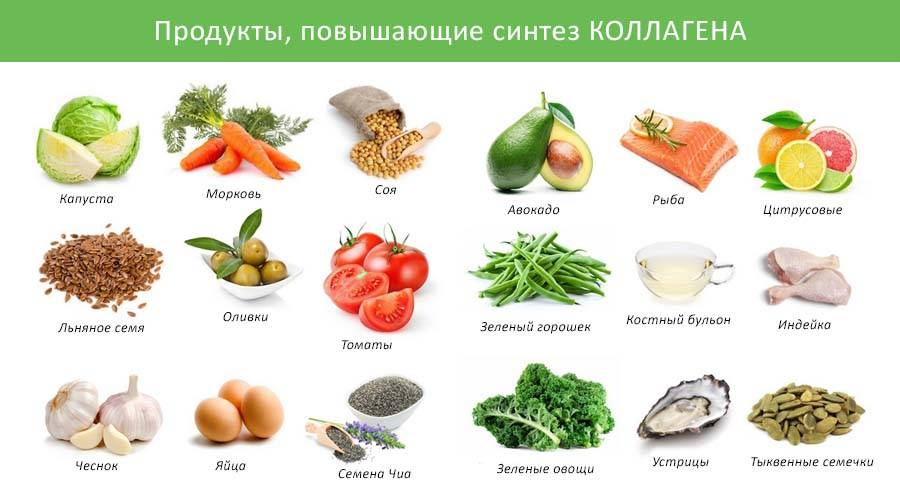 Продукты, повышающие синтез КОЛЛАГЕНА
Капуста
Морковь
Соя
Авокадо
Рыба
Цитрусовые
Льняное семя
Оливки
Томаты
Зеленый горошек
Костный бульон
Индейка
Чеснок
Яйца
Семена Чиа
Зеленые овощи
Устрицы
Тыквенные семечки